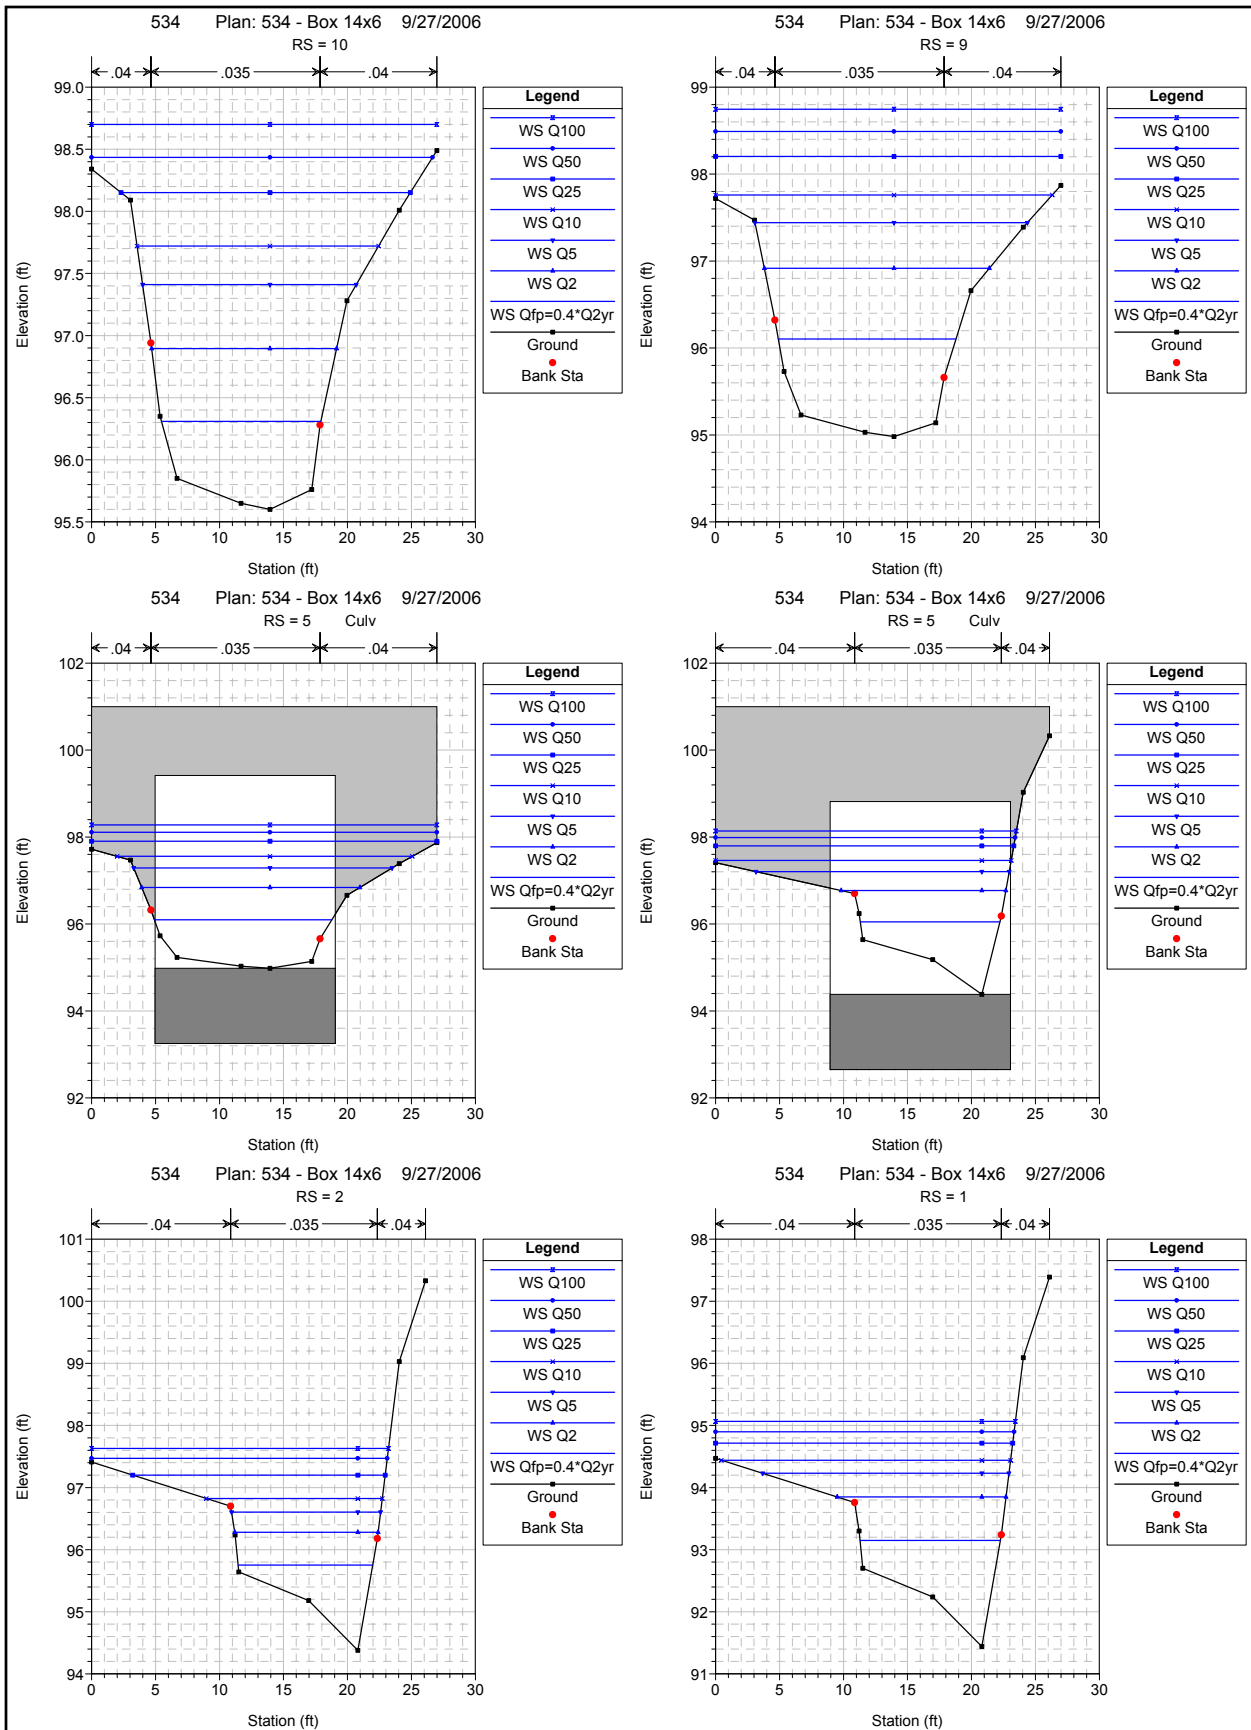 534 Plan: 534 - Box 14x6 9/27/2006
RS = 10
.04 .035 .04
99.0
98.5
98.0
97.5
97.0
96.5
96.0
95.5
Elevation (ft)
0 5 10 15 20 25 30
Station (ft)
Legend
WS Q100
WS Q50
WS Q25
WS Q10
WS Q5
WS Q2
WS Qfp=0.4*Q2yr
Ground
Bank Sta
534 Plan: 534 - Box 14x6 9/27/2006
RS = 9
.04 .035 .04
99
98
97
96
95
94
Elevation (ft)
0 5 10 15 20 25 30
Station (ft)
Legend
WS Q100
WS Q50
WS Q25
WS Q10
WS Q5
WS Q2
WS Qfp=0.4*Q2yr
Ground
Bank Sta
534 Plan: 534 - Box 14x6 9/27/2006
RS = 5 Culv
.04 .035 .04
102
100
98
96
94
92
Elevation (ft)
0 5 10 15 20 25 30
Station (ft)
Legend
WS Q100
WS Q50
WS Q25
WS Q10
WS Q5
WS Q2
WS Qfp=0.4*Q2yr
Ground
Bank Sta
534 Plan: 534 - Box 14x6 9/27/2006
RS = 5 Culv
.04 .035 .04
102
100
98
96
94
92
Elevation (ft)
0 5 10 15 20 25 30
Station (ft)
Legend
WS Q100
WS Q50
WS Q25
WS Q10
WS Q5
WS Q2
WS Qfp=0.4*Q2yr
Ground
Bank Sta
534 Plan: 534 - Box 14x6 9/27/2006
RS = 2
.04 .035 .04
101
100
99
98
97
96
95
94
Elevation (ft)
0 5 10 15 20 25 30
Station (ft)
Legend
WS Q100
WS Q50
WS Q25
WS Q10
WS Q5
WS Q2
WS Qfp=0.4*Q2yr
Ground
Bank Sta
534 Plan: 534 - Box 14x6 9/27/2006
RS = 1
.04 .035 .04
98
97
96
95
94
93
92
91
Elevation (ft)
0 5 10 15 20 25 30
Station (ft)
Legend
WS Q100
WS Q50
WS Q25
WS Q10
WS Q5
WS Q2
WS Qfp=0.4*Q2yr
Ground
Bank Sta